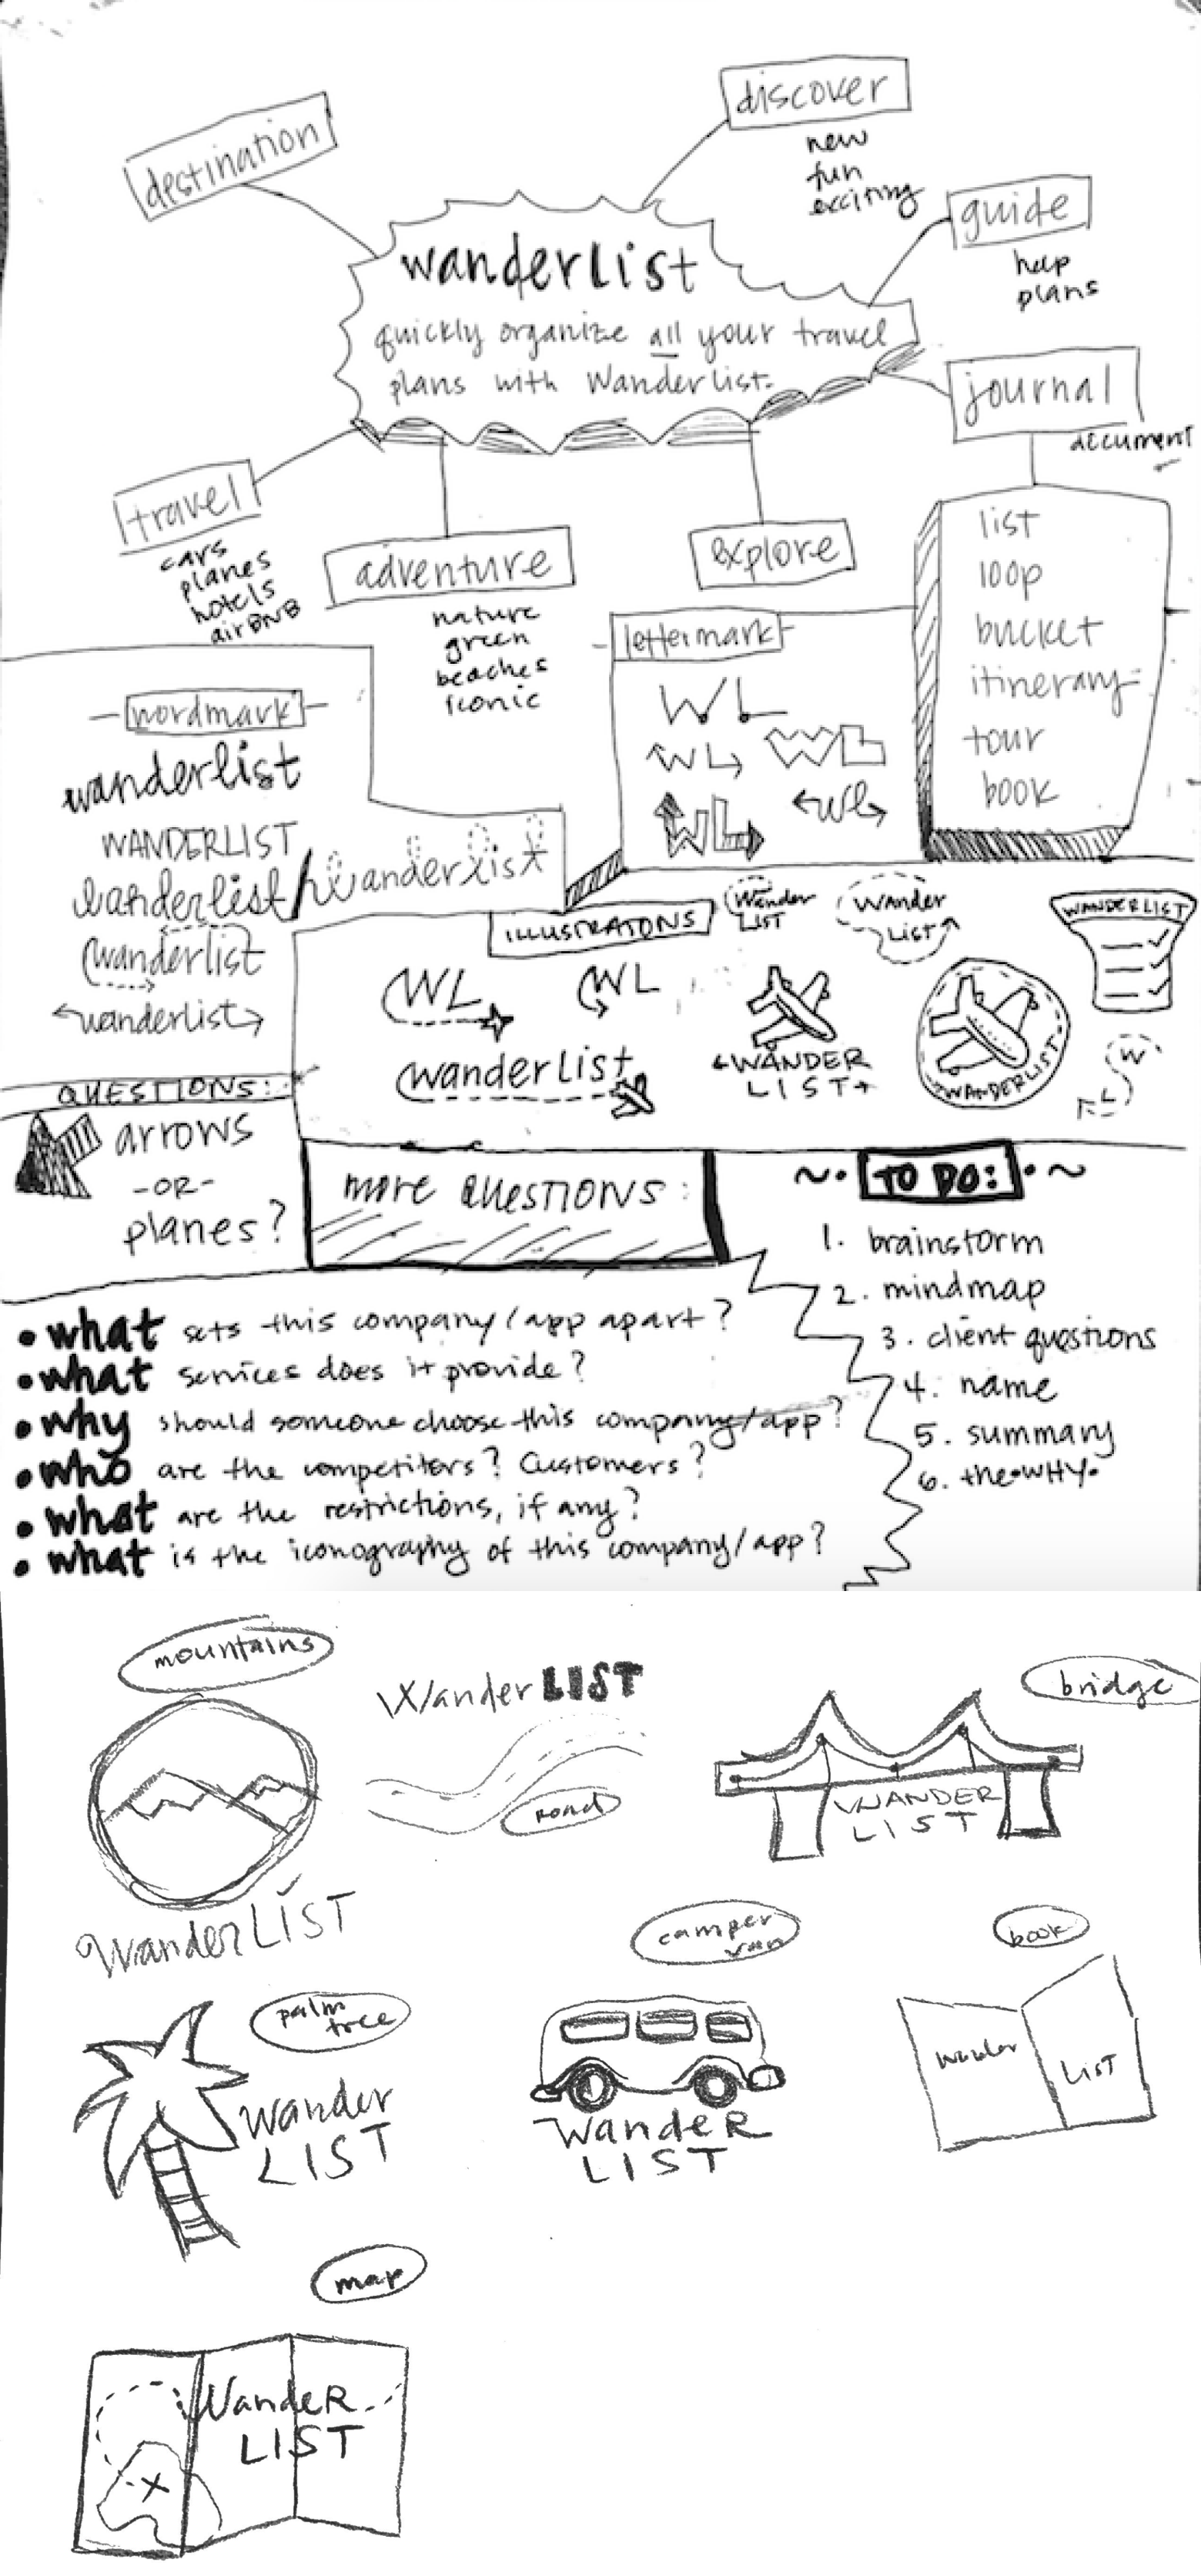 destination
discover
new
fun
exciting
guide
help
plans
wanderlist
quickly organize all your travel
plans with Wanderlist.
journal
document
travel
cars
planes
hotels
airBNB
adventure
nature
green
beaches
iconic
explore
list
loop
bucket
itinerary
tour
book
lettermark
WL
WL
WL
WL
WL
wordmark
wanderlist
WANDERLIST
wanderlist
wanderlist
wanderlist
wanderlist
ILLUSTRATONS
Wander
LIST
Wander
LIST
WANDERLIST
WL
WL
wanderlist
WANDER
LIST
WANDERLIST
W
L
QUESTIONS:
arrows
-OR-
planes?
more QUESTIONS:
TO DO:
1. brainstorm
2. mindmap
3. client questions
4. name
5. summary
6. the•WHY•
• what sets this company/app apart?
• what services does it provide?
• why should someone choose this company/app?
• who are the competitors? Customers?
• what are the restrictions, if any?
• what is the iconography of this company/app?
mountains
WanderLIST
WanderLIST
road
bridge
WANDER
LIST
palm
tree
Wander
LIST
camper
van
WandeR
LIST
book
Wander
LIST
map
WandeR
LIST